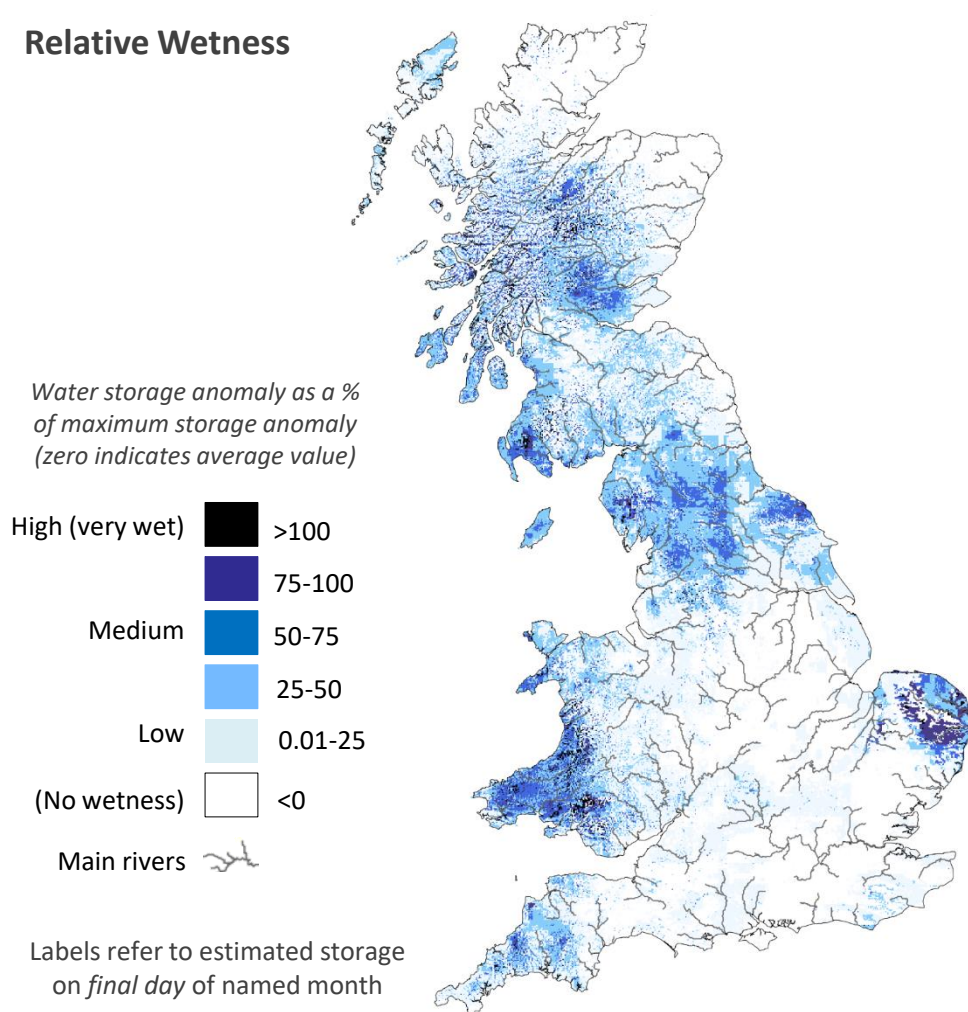 Relative Wetness
Water storage anomaly as a %
of maximum storage anomaly
(zero indicates average value)
High (very wet) >100
75-100
Medium 50-75
25-50
Low 0.01-25
(No wetness) <0
Main rivers
Labels refer to estimated storage
on final day of named month